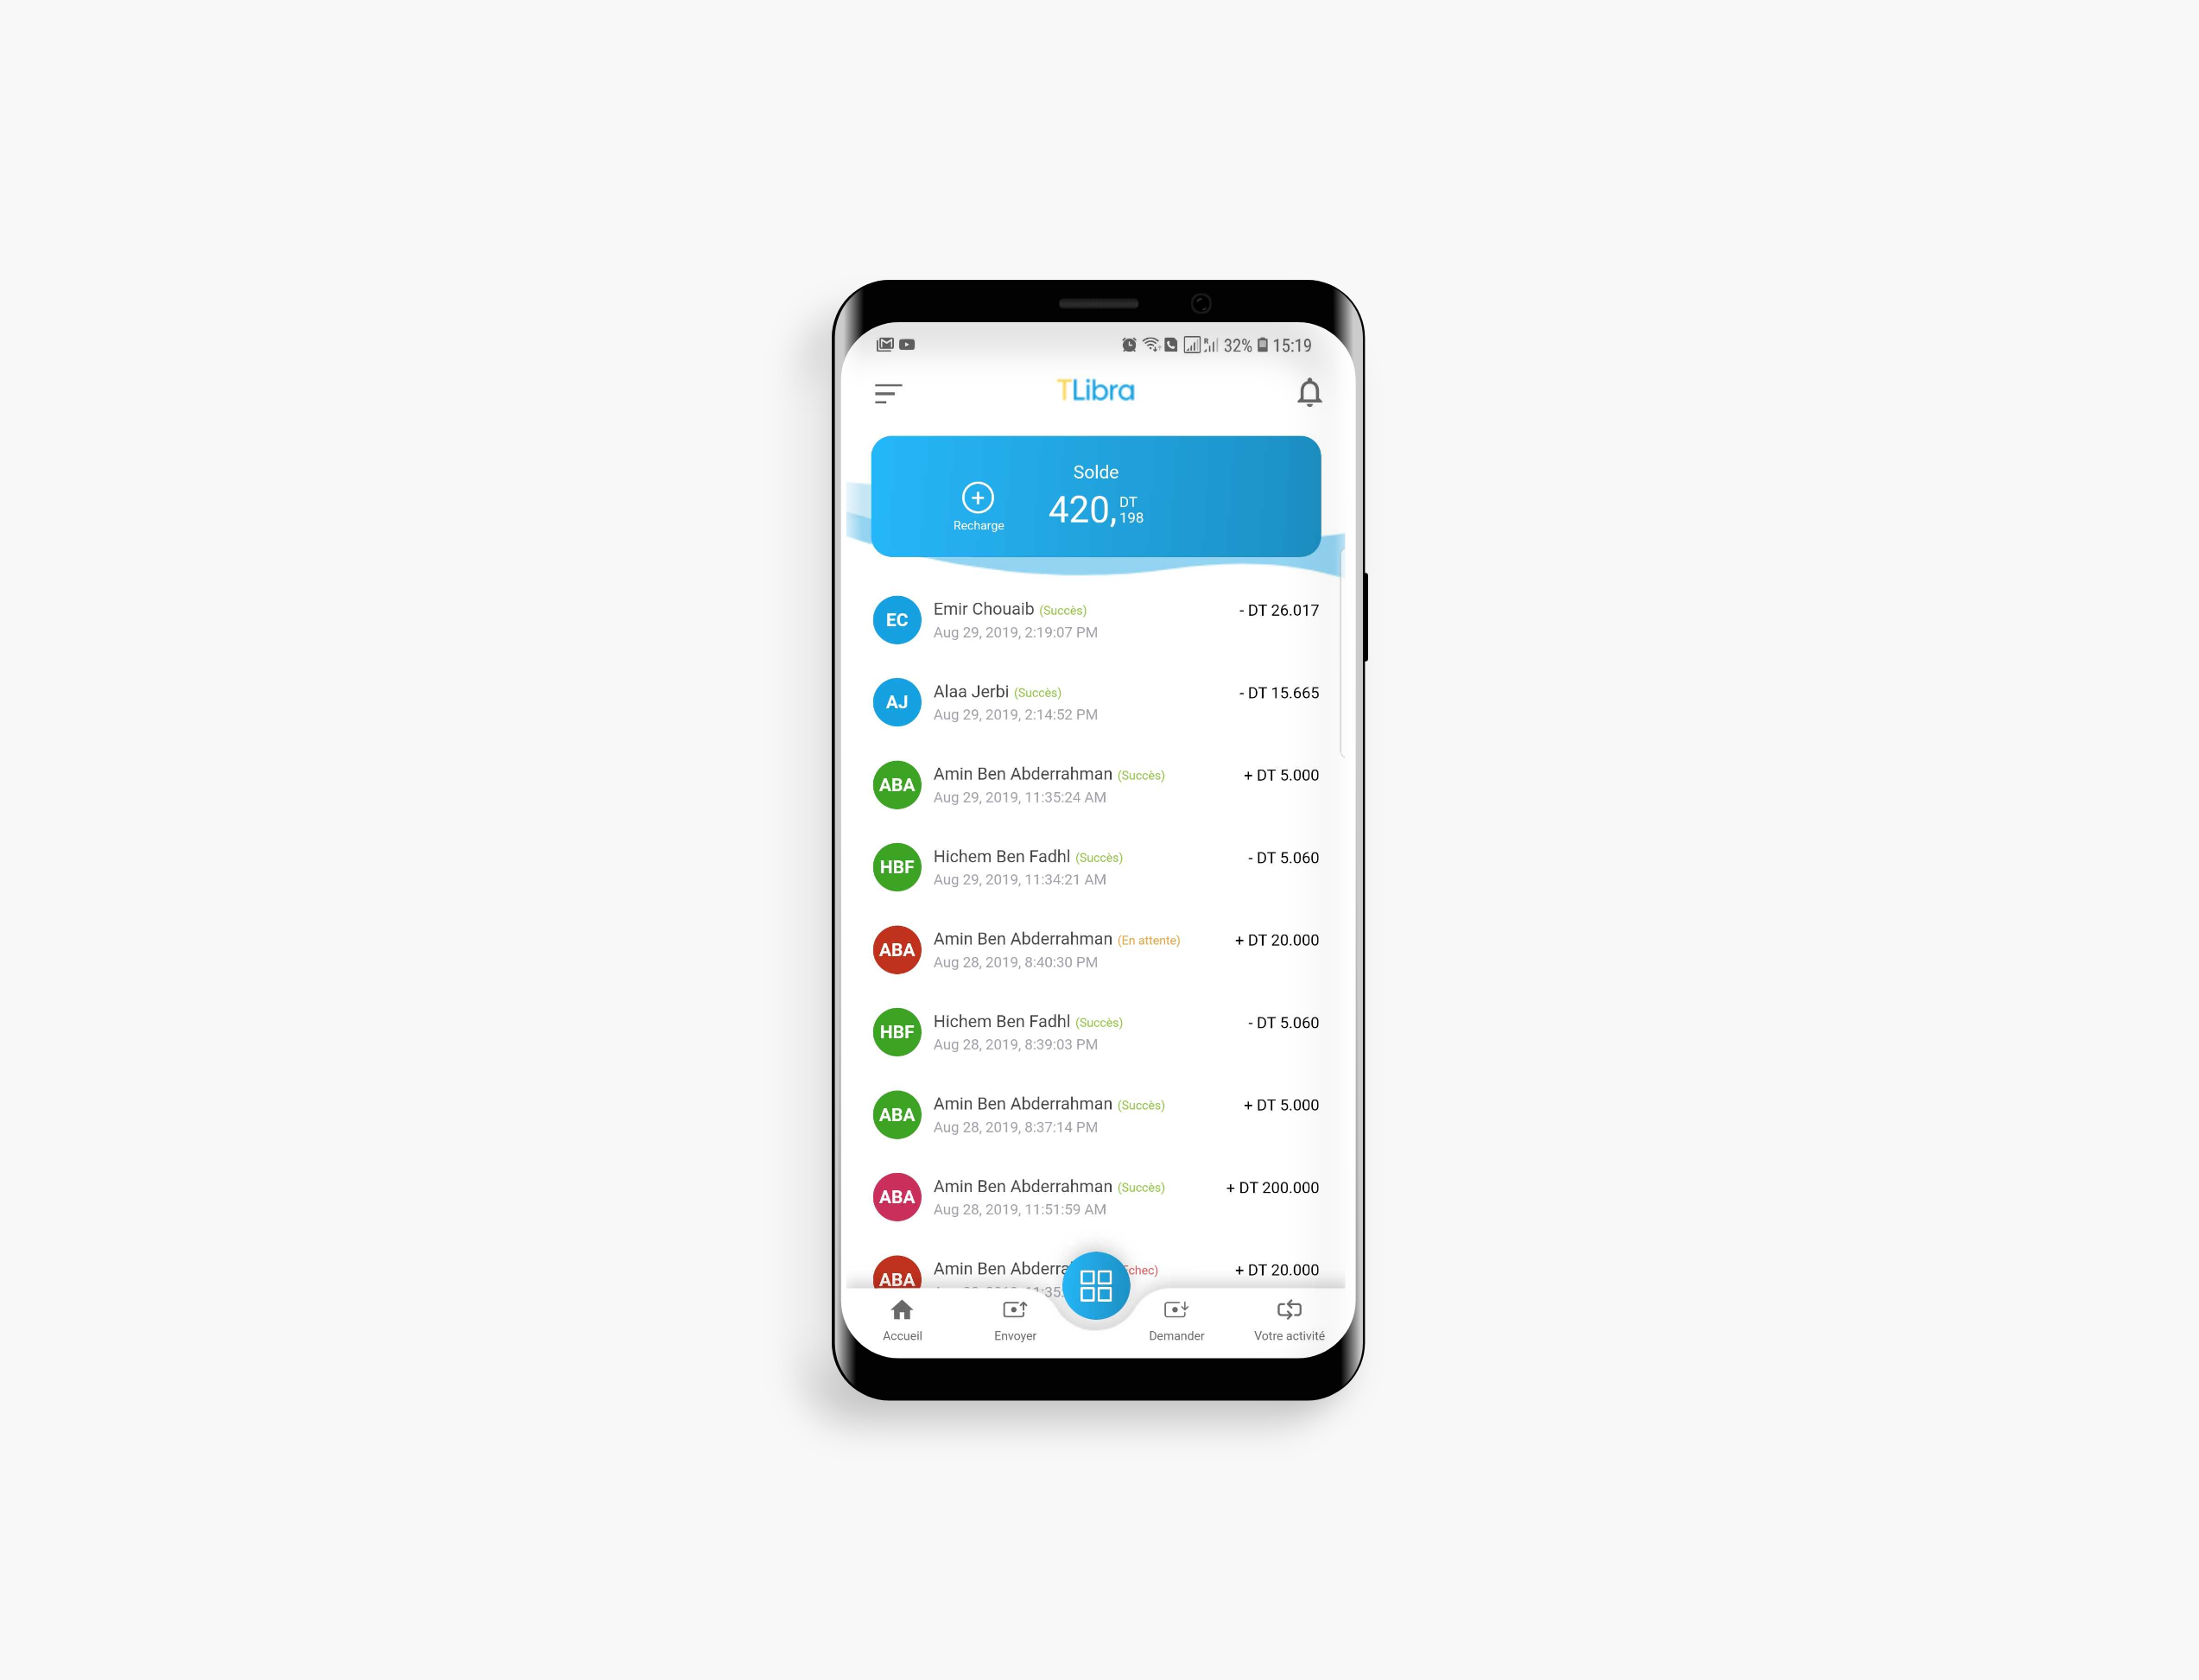 32% 15:19
TLibra
Solde
420, DT 198
Recharge
EC Emir Chouaib (Succès) - DT 26.017
Aug 29, 2019, 2:19:07 PM
AJ Alaa Jerbi (Succès) - DT 15.665
Aug 29, 2019, 2:14:52 PM
ABA Amin Ben Abderrahman (Succès) + DT 5.000
Aug 29, 2019, 11:35:24 AM
HBF Hichem Ben Fadhl (Succès) - DT 5.060
Aug 29, 2019, 11:34:21 AM
ABA Amin Ben Abderrahman (En attente) + DT 20.000
Aug 28, 2019, 8:40:30 PM
HBF Hichem Ben Fadhl (Succès) - DT 5.060
Aug 28, 2019, 8:39:03 PM
ABA Amin Ben Abderrahman (Succès) + DT 5.000
Aug 28, 2019, 8:37:14 PM
ABA Amin Ben Abderrahman (Succès) + DT 200.000
Aug 28, 2019, 11:51:59 AM
ABA Amin Ben + DT 20.000
Accueil Envoyer Demander Votre activité